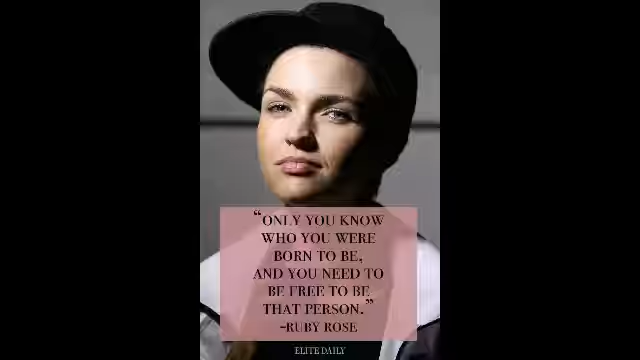 “ONLY YOU KNOW
WHO YOU WERE
BORN TO BE,
AND YOU NEED TO
BE FREE TO BE
THAT PERSON.”
-RUBY ROSE
ELITE DAILY